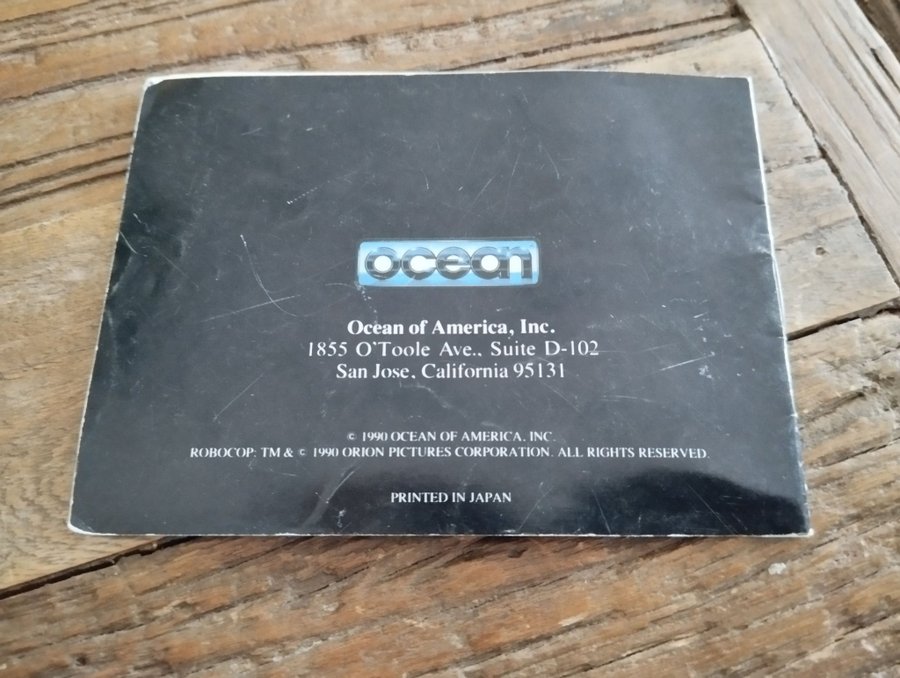 ocean
Ocean of America, Inc.
1855 O'Toole Ave., Suite D-102
San Jose, California 95131
© 1990 OCEAN OF AMERICA, INC.
ROBOCOP: TM & © 1990 ORION PICTURES CORPORATION. ALL RIGHTS RESERVED.
PRINTED IN JAPAN